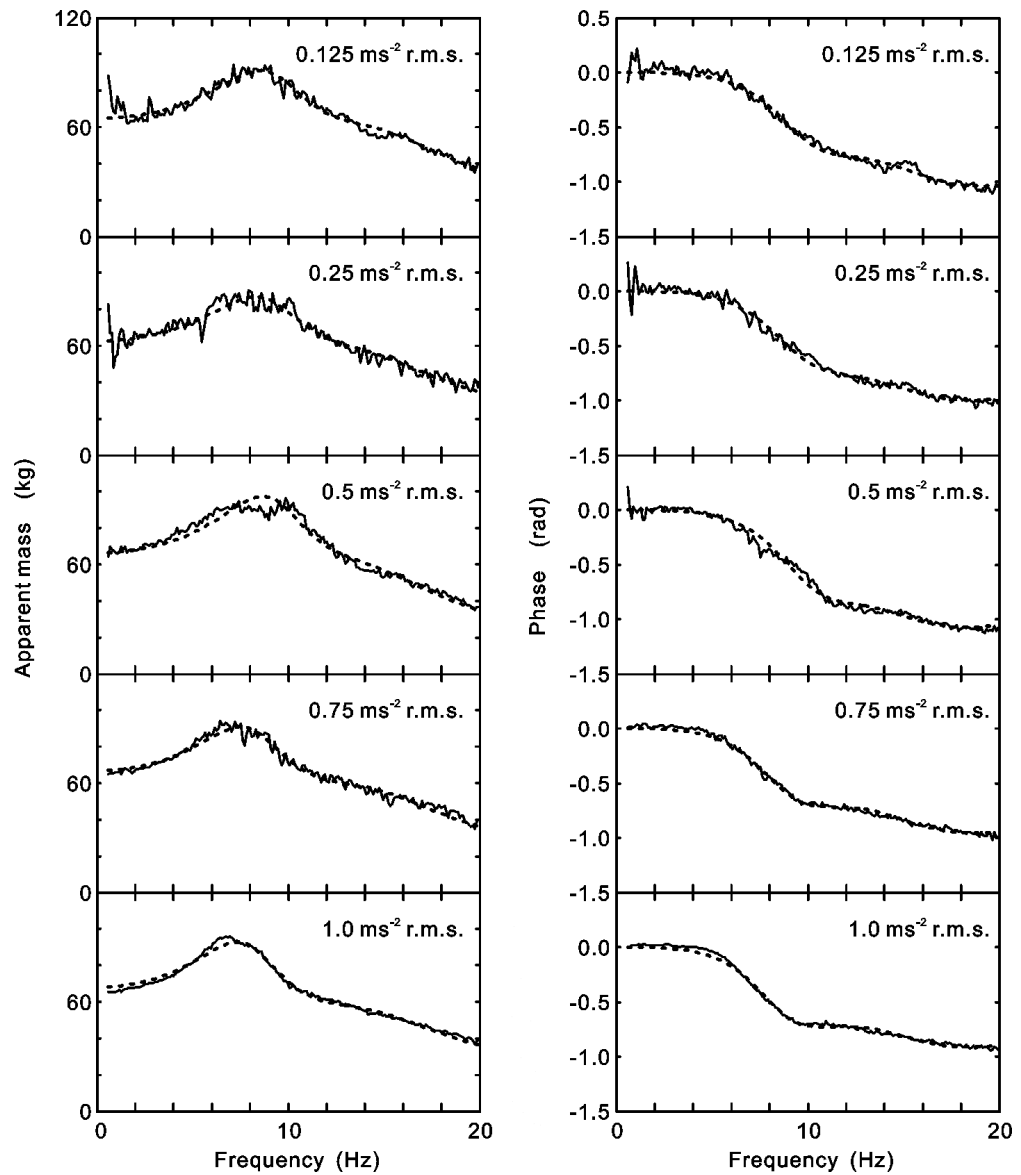 120
60
0
0.125 ms⁻² r.m.s.
60
0
0.25 ms⁻² r.m.s.
60
0
0.5 ms⁻² r.m.s.
60
0
0.75 ms⁻² r.m.s.
60
0
1.0 ms⁻² r.m.s.
0 10 20
Frequency (Hz)
Apparent mass (kg)
0.5
0.0
-0.5
-1.0
-1.5
0.125 ms⁻² r.m.s.
0.0
-0.5
-1.0
-1.5
0.25 ms⁻² r.m.s.
0.0
-0.5
-1.0
-1.5
0.5 ms⁻² r.m.s.
0.0
-0.5
-1.0
-1.5
0.75 ms⁻² r.m.s.
0.0
-0.5
-1.0
-1.5
1.0 ms⁻² r.m.s.
0 10 20
Frequency (Hz)
Phase (rad)